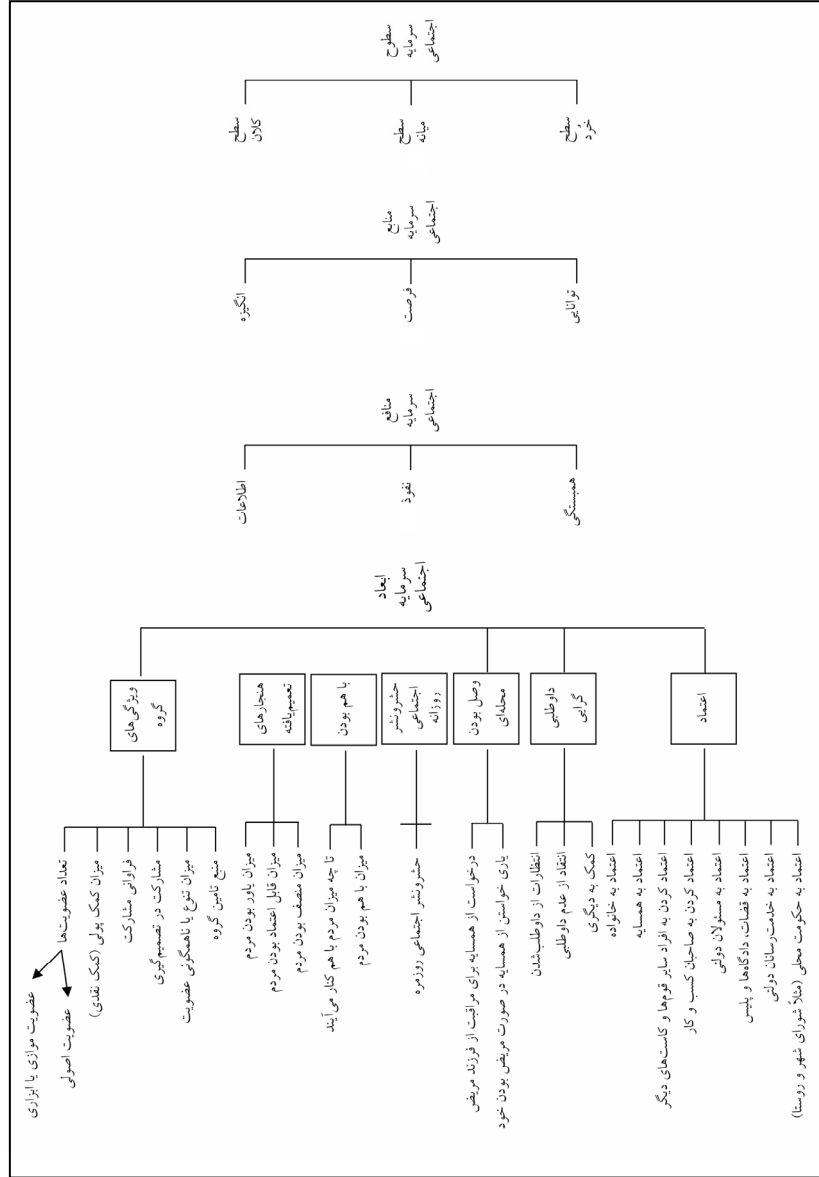 سطوح
سرمایه
اجتماعی
سطح
کلان
سطح
میانه
سطح
خُرد
منابع
سرمایه
اجتماعی
انگیزه
فرصت
توانایی
منافع
سرمایه
اجتماعی
اطلاعات
نفوذ
همبستگی
ابعاد
سرمایه
اجتماعی
ویژگی‌های
گروه
هنجارهای
تعمیم‌یافته
با هم بودن
حشرونشر
اجتماعی
روزانه
وصل بودن
محله‌ای
داوطلبی
گرایی
اعتماد
تعداد عضویت‌ها
فراوانی مشارکت
میزان کمک پولی (کمک نقدی)
مشارکت در تصمیم‌گیری
میزان تنوع یا ناهمگونی عضویت
منبع تامین گروه
عضویت موازی یا ابزاری
عضویت اصولی
میزان یاور بودن مردم
میزان قابل اعتماد بودن مردم
میزان منصف بودن مردم
تا چه میزان مردم با هم کنار می‌آیند
میزان با هم بودن مردم
حشرونشر اجتماعی روزمره
درخواست از همسایه برای مراقبت از فرزند مریض
یاری خواستن از همسایه در صورت مریض بودن خود
انتظارات از داوطلب‌شدن
انتقاد از عدم داوطلبی
کمک به دیگری
اعتماد به خانواده
اعتماد به همسایه
اعتماد کردن به افراد سایر قوم‌ها و کاست‌های دیگر
اعتماد کردن به صاحبان کسب و کار
اعتماد به مسئولان دولتی
اعتماد به قضات، دادگاه‌ها و پلیس
اعتماد به خدمت‌رسانان دولتی
اعتماد به حکومت محلی (مثلاً شورای شهر و روستا)